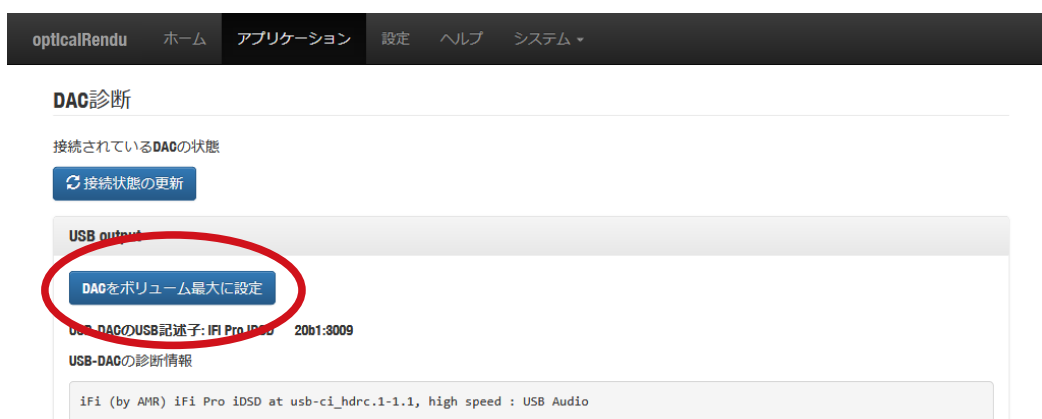 opticalRendu ホーム アプリケーション 設定 ヘルプ システム
DAC診断
接続されているDACの状態
接続状態の更新
USB output
DACをボリューム最大に設定
USB-DACのUSB記述子: iFi Pro iDSD 20b1:3009
USB-DACの診断情報
iFi (by AMR) iFi Pro iDSD at usb-ci_hdrc.1-1.1, high speed : USB Audio